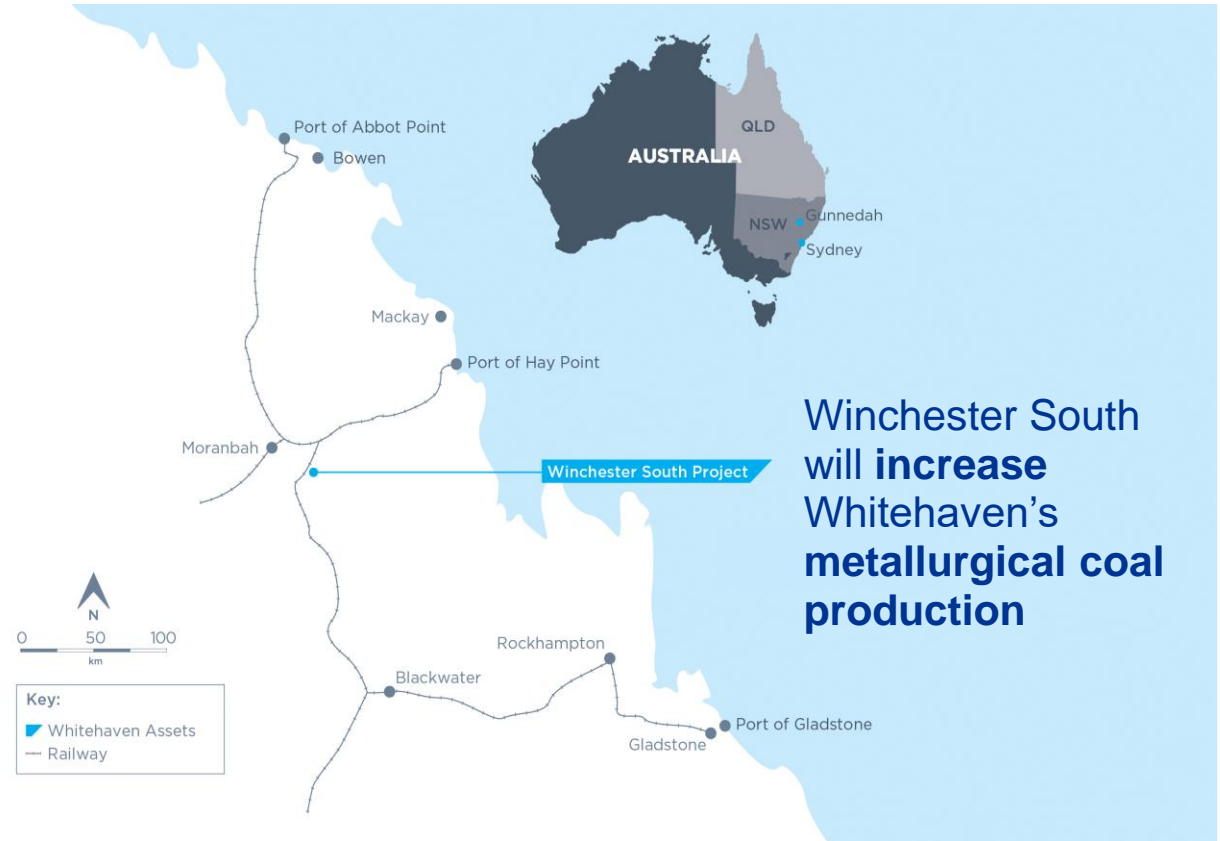 Port of Abbot Point
Bowen
QLD
AUSTRALIA
NSW
Gunnedah
Sydney
Mackay
Port of Hay Point
Moranbah
Winchester South Project
Winchester South
will increase
Whitehaven’s
metallurgical coal
production
N
0 50 100
km
Rockhampton
Blackwater
Port of Gladstone
Gladstone
Key:
Whitehaven Assets
Railway